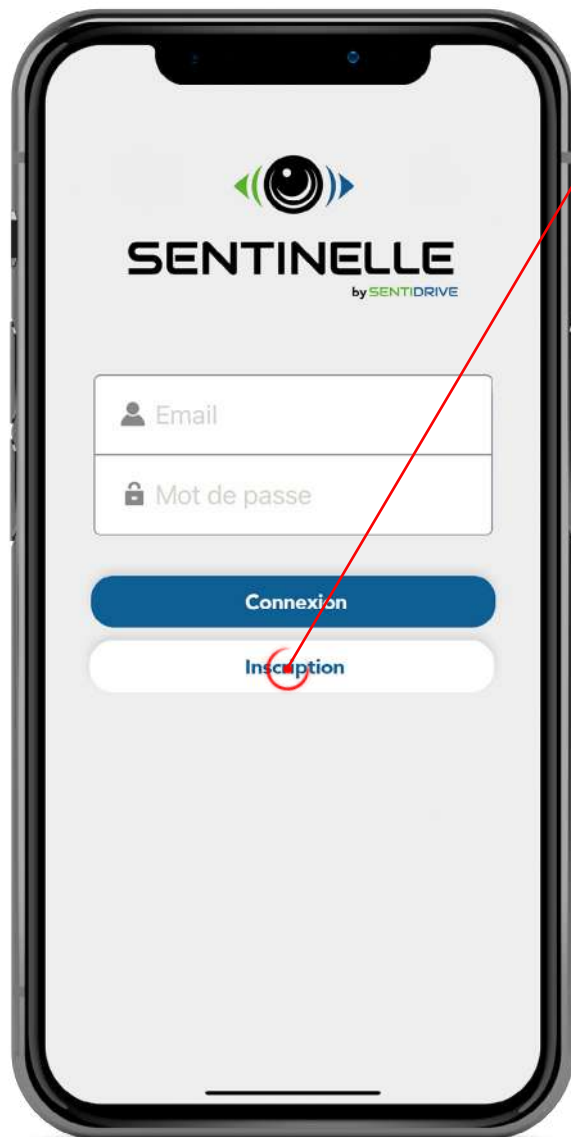 SENTINELLE
by SENTIDRIVE
Email
Mot de passe
Connexion
Inscription